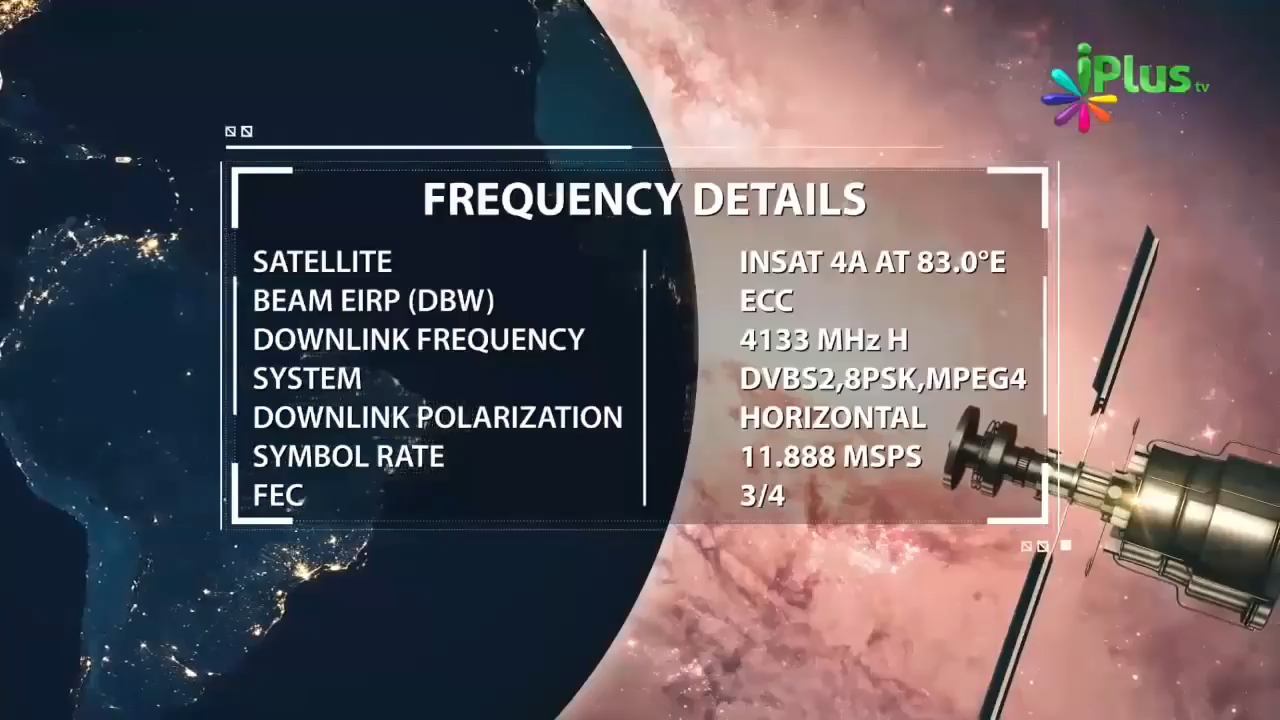 iPlus tv
FREQUENCY DETAILS
SATELLITE INSAT 4A AT 83.0°E
BEAM EIRP (DBW) ECC
DOWNLINK FREQUENCY 4133 MHz H
SYSTEM DVBS2,8PSK,MPEG4
DOWNLINK POLARIZATION HORIZONTAL
SYMBOL RATE 11.888 MSPS
FEC 3/4